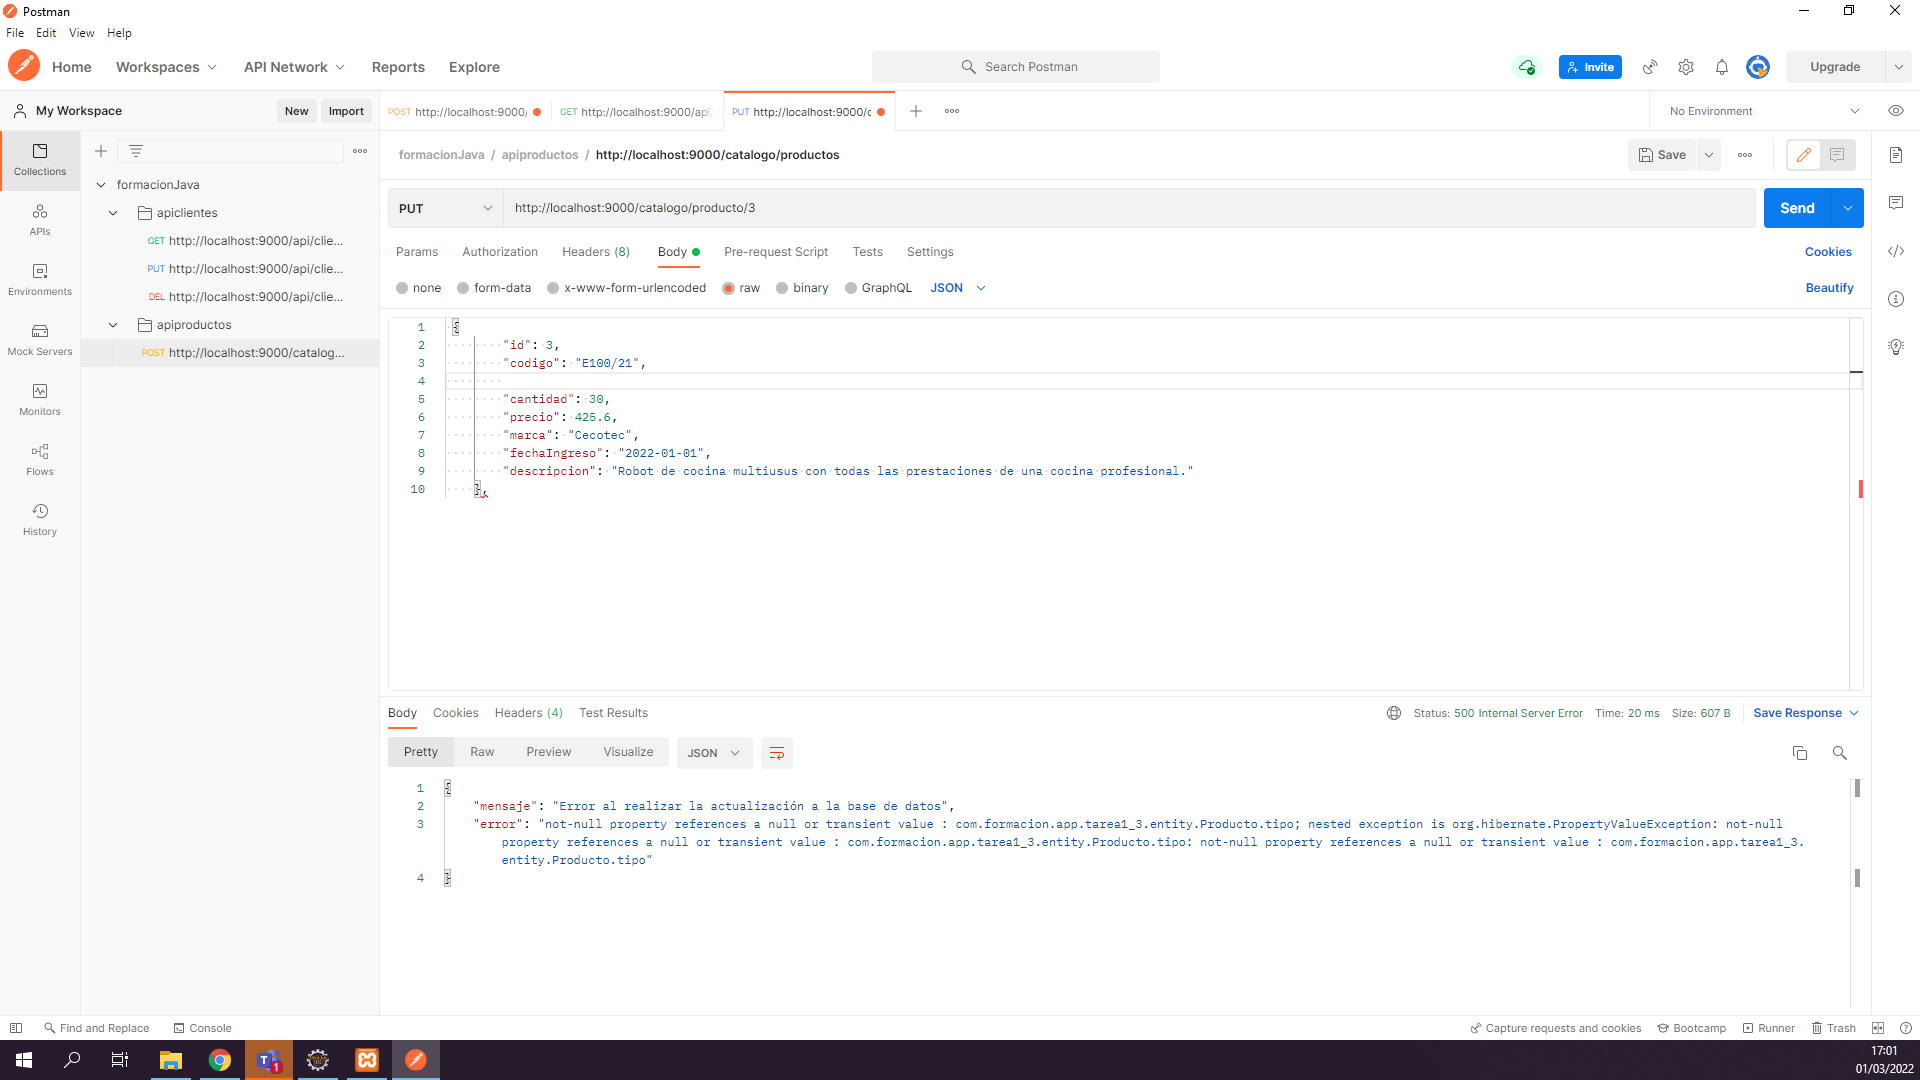 Postman
File Edit View Help
Home Workspaces API Network Reports Explore
Search Postman
Invite
Upgrade
My Workspace
New Import
POST http://localhost:9000/
GET http://localhost:9000/api
PUT http://localhost:9000/c
No Environment
Collections
APIs
Environments
Mock Servers
Monitors
Flows
History
formacionJava
apiclientes
GET http://localhost:9000/api/clie...
PUT http://localhost:9000/api/clie...
DEL http://localhost:9000/api/clie...
apiproductos
POST http://localhost:9000/catalog...
formacionJava / apiproductos / http://localhost:9000/catalogo/productos
Save
PUT http://localhost:9000/catalogo/producto/3
Send
Params Authorization Headers (8) Body Pre-request Script Tests Settings
Cookies
none form-data x-www-form-urlencoded raw binary GraphQL JSON
Beautify
1 {
2 "id": 3,
3 "codigo": "E100/21",
4
5 "cantidad": 30,
6 "precio": 425.6,
7 "marca": "Cecotec",
8 "fechaIngreso": "2022-01-01",
9 "descripcion": "Robot de cocina multiusus con todas las prestaciones de una cocina profesional."
10 },
Body Cookies Headers (4) Test Results
Status: 500 Internal Server Error Time: 20 ms Size: 607 B Save Response
Pretty Raw Preview Visualize JSON
1 {
2 "mensaje": "Error al realizar la actualización a la base de datos",
3 "error": "not-null property references a null or transient value : com.formacion.app.tarea1_3.entity.Producto.tipo; nested exception is org.hibernate.PropertyValueException: not-null
property references a null or transient value : com.formacion.app.tarea1_3.entity.Producto.tipo: not-null property references a null or transient value : com.formacion.app.tarea1_3.
entity.Producto.tipo"
4 }
Find and Replace Console
Capture requests and cookies Bootcamp Runner Trash
1
17:01
01/03/2022